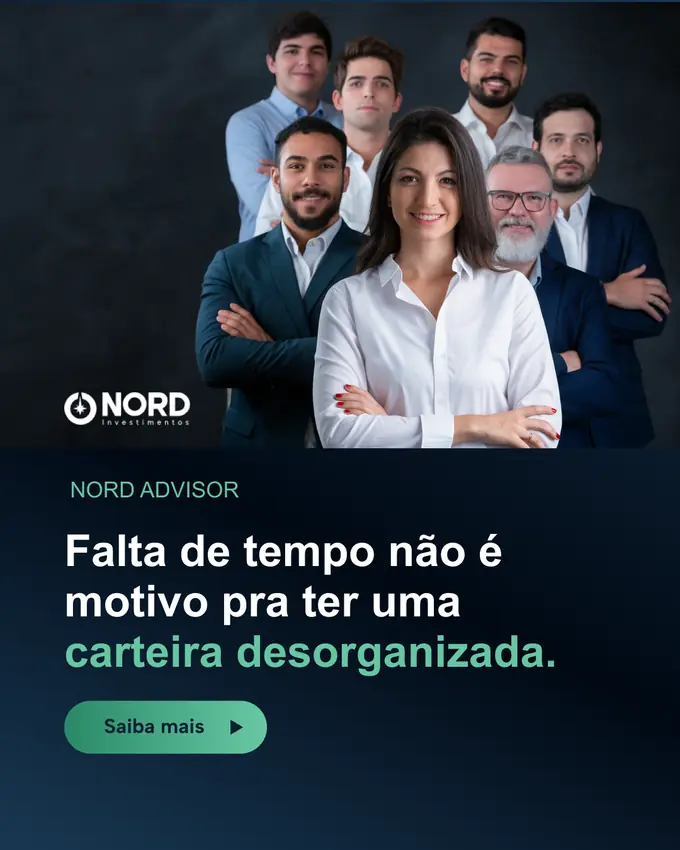 NORD
Investimentos
NORD ADVISOR
Falta de tempo não é
motivo pra ter uma
carteira desorganizada.
Saiba mais